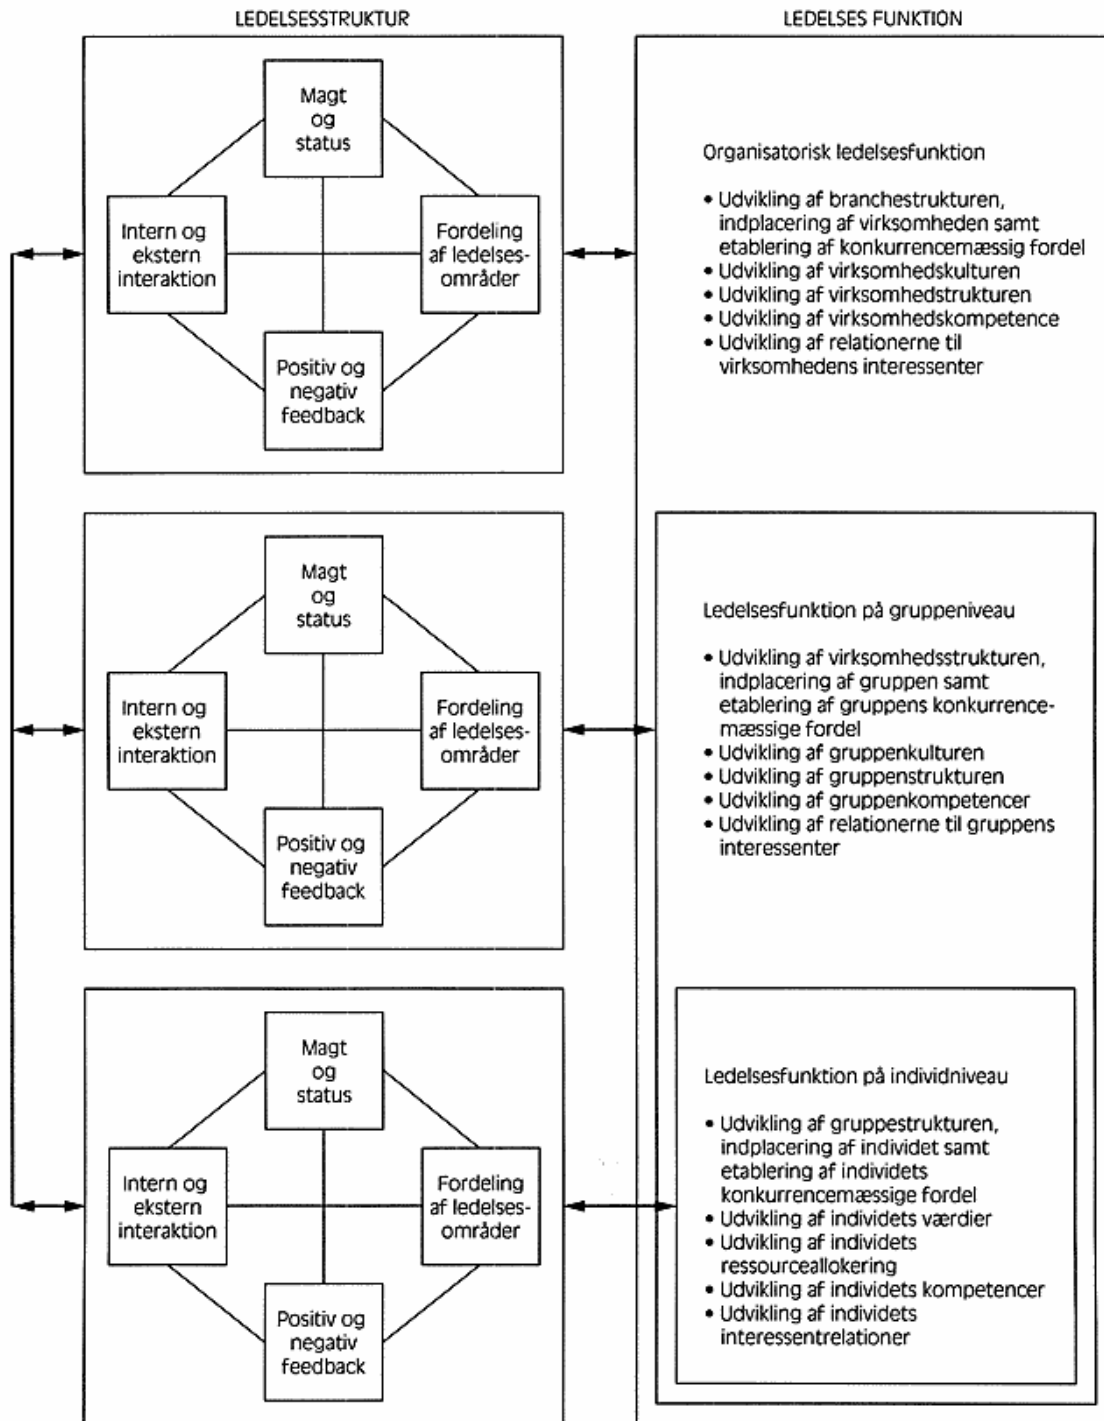 LEDELSESSTRUKTUR
LEDELSES FUNKTION
Magt
og
status
Intern og
ekstern
interaktion
Fordeling
af ledelses-
områder
Positiv og
negativ
feedback
Organisatorisk ledelsesfunktion
• Udvikling af branchestrukturen,
indplacering af virksomheden samt
etablering af konkurrencemæssig fordel
• Udvikling af virksomhedskulturen
• Udvikling af virksomhedstrukturen
• Udvikling af virksomhedskompetence
• Udvikling af relationerne til
virksomhedens interessenter
Magt
og
status
Intern og
ekstern
interaktion
Fordeling
af ledelses-
områder
Positiv og
negativ
feedback
Ledelsesfunktion på gruppeniveau
• Udvikling af virksomhedsstrukturen,
indplacering af gruppen samt
etablering af gruppens konkurrence-
mæssige fordel
• Udvikling af gruppenkulturen
• Udvikling af gruppenstrukturen
• Udvikling af gruppenkompetencer
• Udvikling af relationerne til gruppens
interessenter
Magt
og
status
Intern og
ekstern
interaktion
Fordeling
af ledelses-
områder
Positiv og
negativ
feedback
Ledelsesfunktion på individniveau
• Udvikling af gruppestrukturen,
indplacering af individet samt
etablering af individets
konkurrencemæssige fordel
• Udvikling af individets værdier
• Udvikling af individets
ressourceallokering
• Udvikling af individets kompetencer
• Udvikling af individets
interessentrelationer